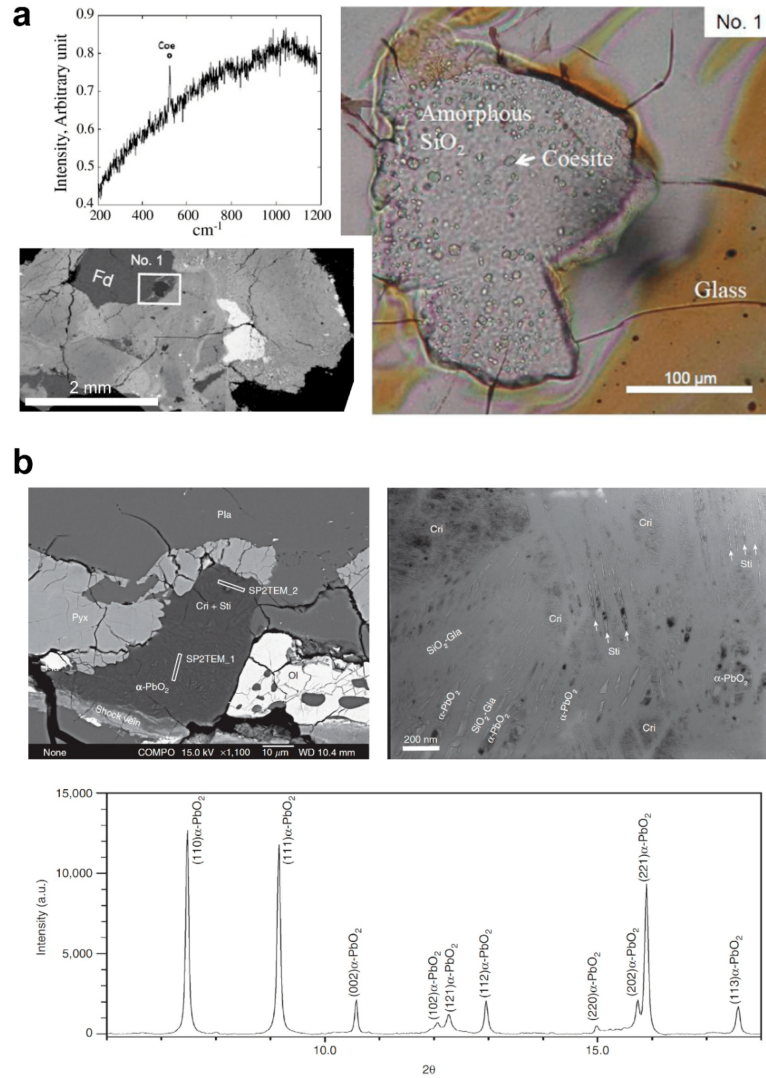 a
Intensity, Arbitrary unit
0.9
0.8
0.7
0.6
0.5
0.4
Coe
200 400 600 800 1000 1200
cm⁻¹
No. 1
Fd
2 mm
No. 1
Amorphous
SiO₂
Coesite
Glass
100 μm
b
Pla
SP2TEM_2
Cri + Sti
Pyx
SP2TEM_1
α-PbO₂
Ol
Shock vein
None COMPO 15.0 kV ×1,100 10 μm WD 10.4 mm
Cri
Cri
Sti
Cri
SiO₂-Gla
Sti
α-PbO₂
α-PbO₂
SiO₂-Gla
α-PbO₂
α-PbO₂
Cri
200 nm
Intensity (a.u.)
15,000
10,000
5,000
0
(110)α-PbO₂
(111)α-PbO₂
(002)α-PbO₂
(102)α-PbO₂
(121)α-PbO₂
(112)α-PbO₂
(220)α-PbO₂
(202)α-PbO₂
(221)α-PbO₂
(113)α-PbO₂
10.0 15.0
2θ